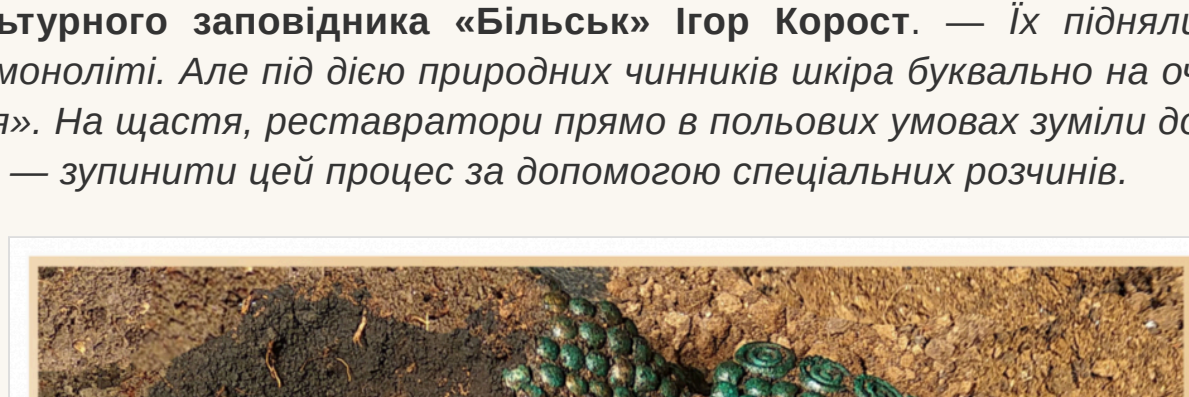 ьтурного заповідника «Більськ» Ігор Корост. — Їх підняли
моноліті. Але під дією природних чинників шкіра буквально на оч
я». На щастя, реставратори прямо в польових умовах зуміли до
— зупинити цей процес за допомогою спеціальних розчинів.